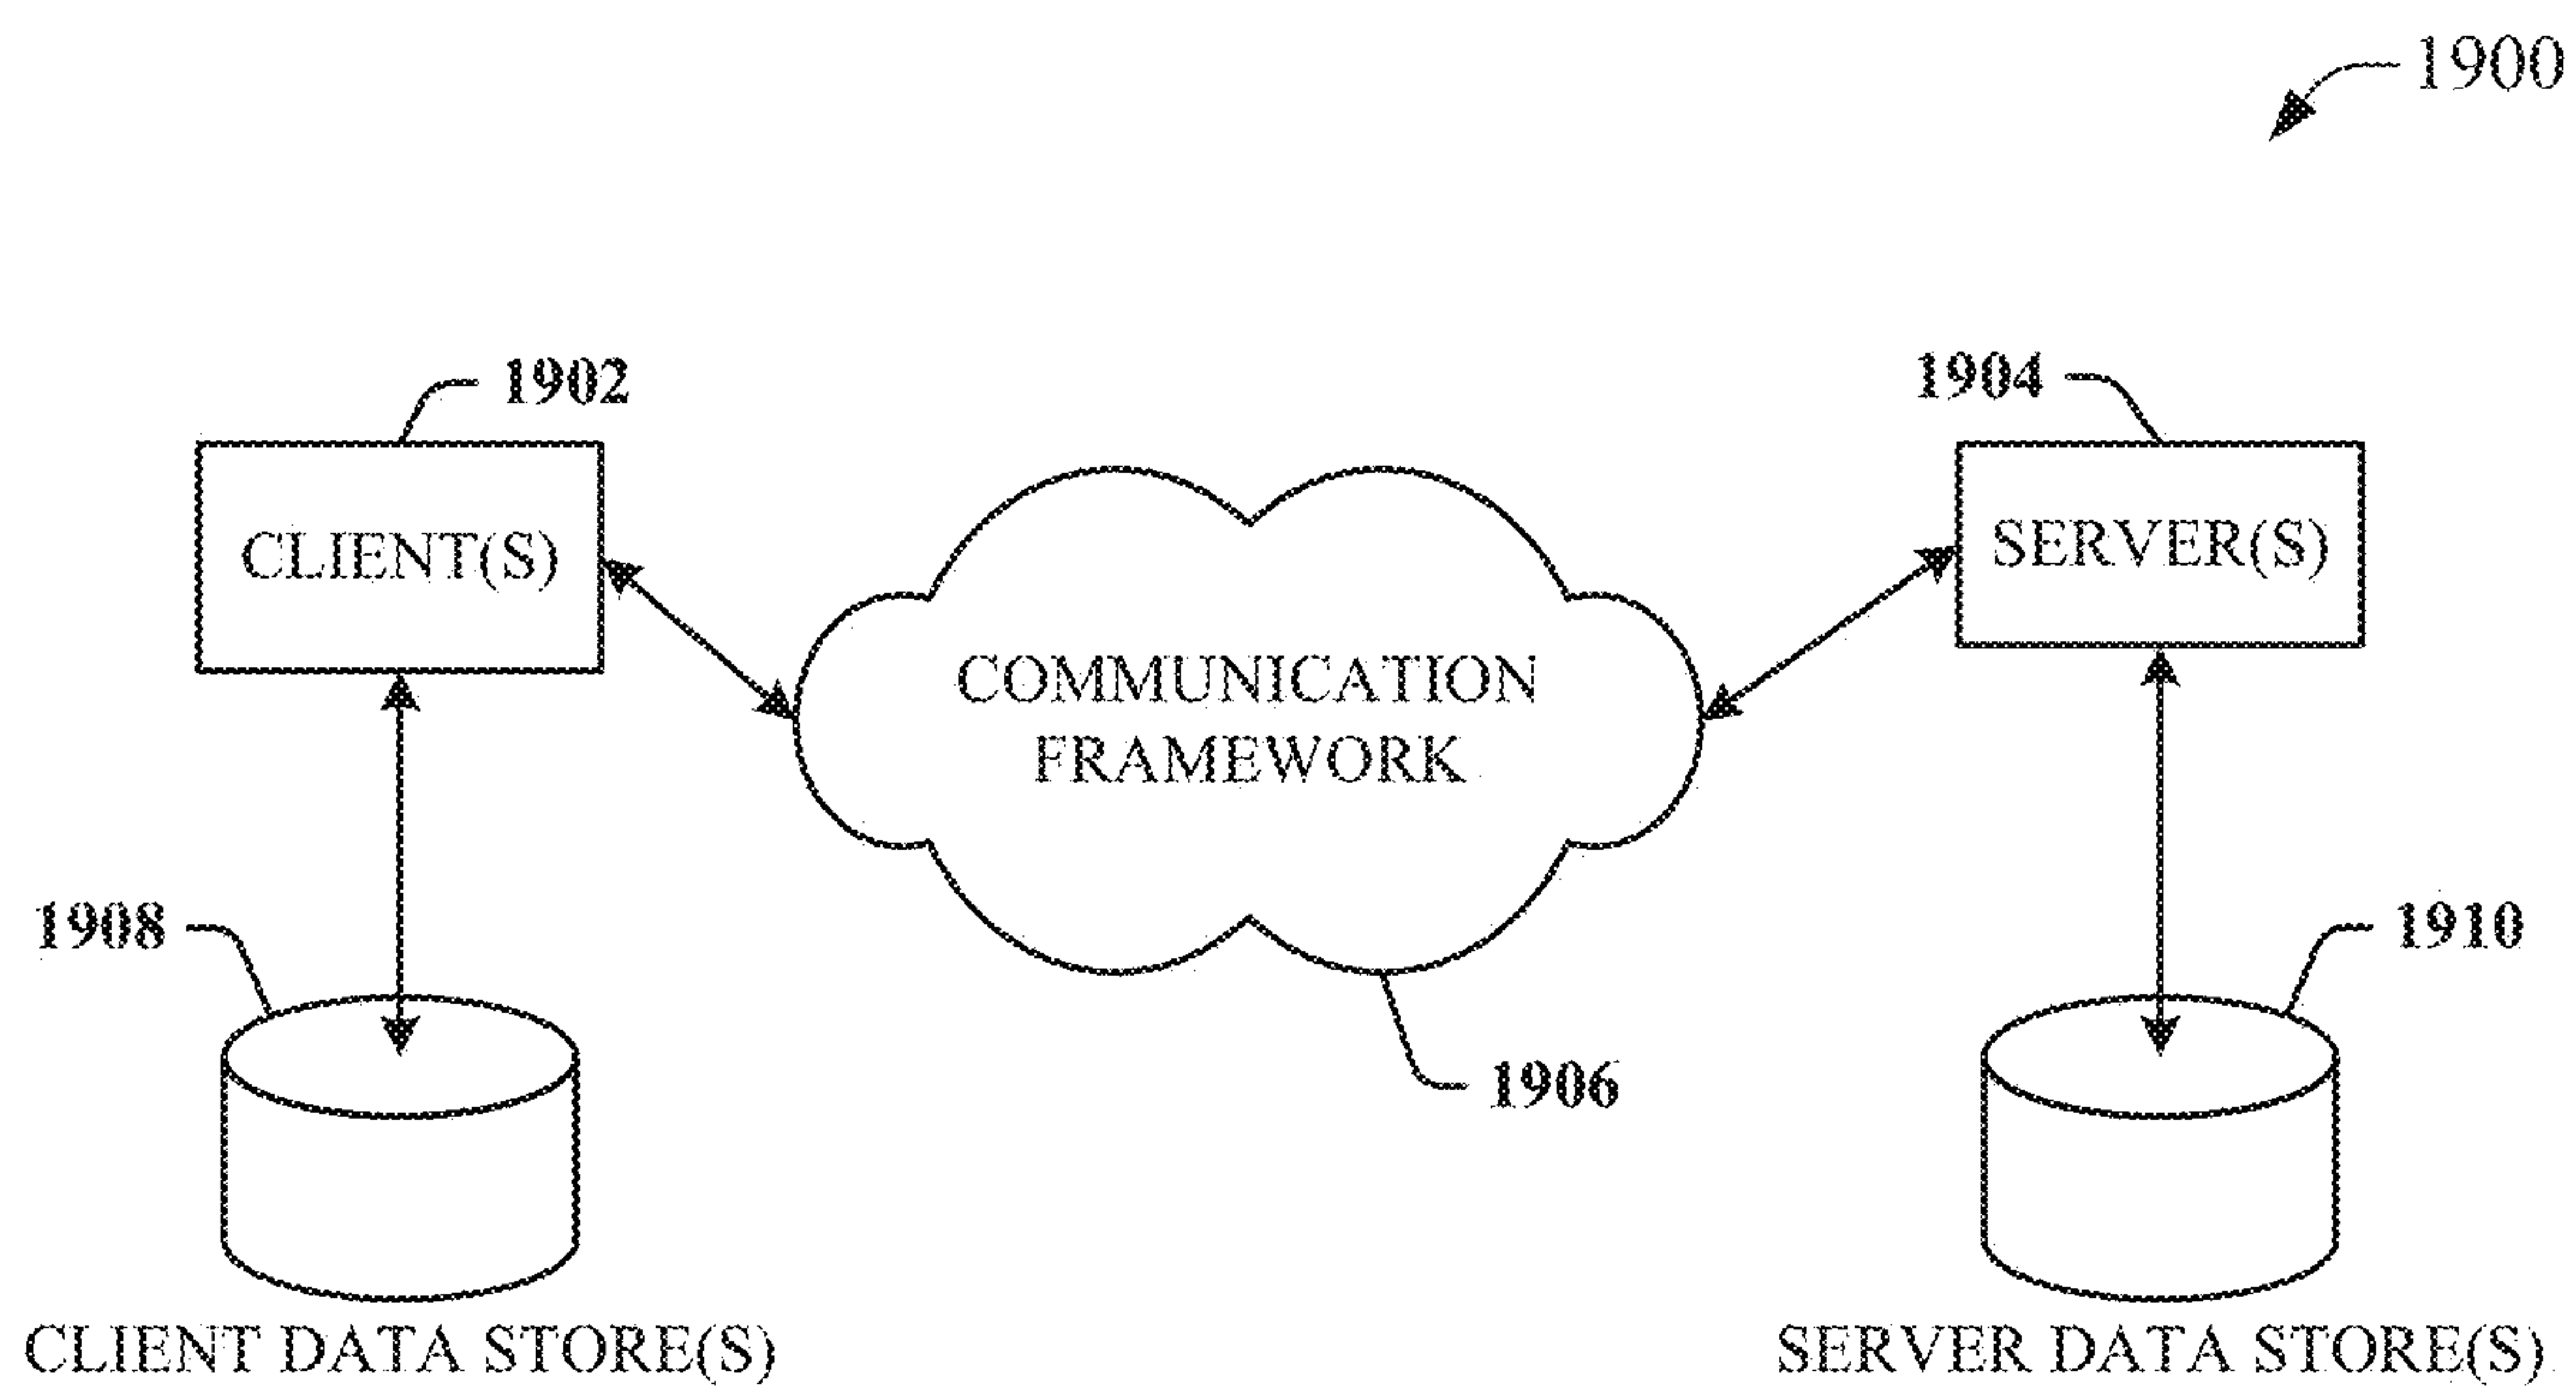 1900
1902
1904
CLIENT(S)
SERVER(S)
COMMUNICATION
FRAMEWORK
1908
1910
1906
CLIENT DATA STORE(S)
SERVER DATA STORE(S)